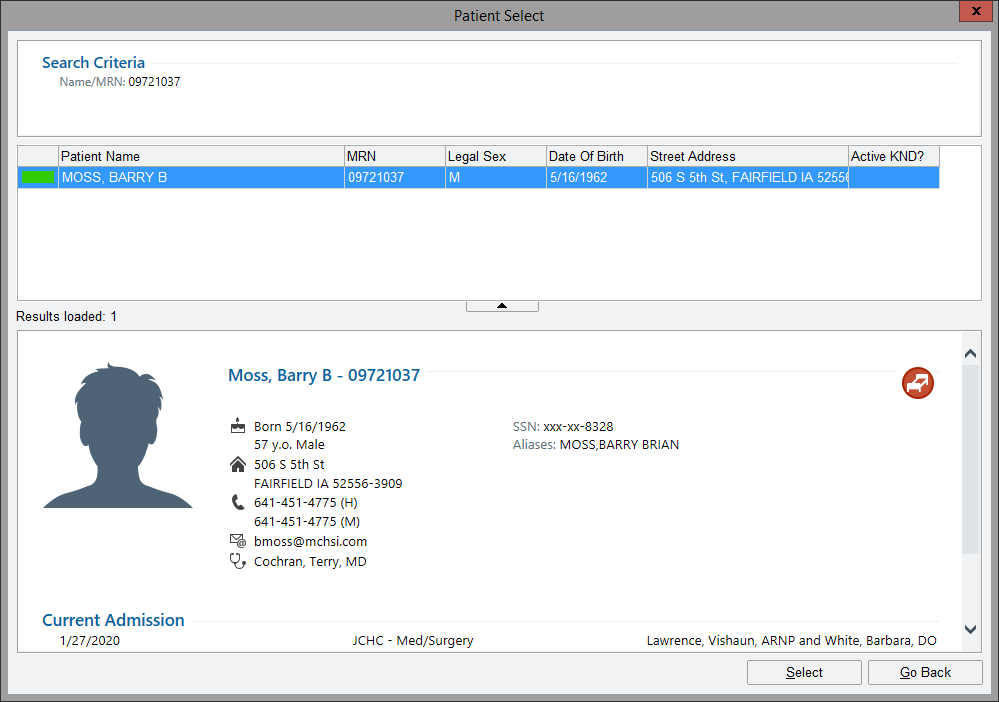 Patient Select
x
Search Criteria
Name/MRN: 09721037
Patient Name MRN Legal Sex Date Of Birth Street Address Active KND?
MOSS, BARRY B 09721037 M 5/16/1962 506 S 5th St, FAIRFIELD IA 52556
Results loaded: 1
Moss, Barry B - 09721037
Born 5/16/1962 SSN: xxx-xx-8328
57 y.o. Male Aliases: MOSS,BARRY BRIAN
506 S 5th St
FAIRFIELD IA 52556-3909
641-451-4775 (H)
641-451-4775 (M)
bmoss@mchsi.com
Cochran, Terry, MD
Current Admission
1/27/2020 JCHC - Med/Surgery Lawrence, Vishaun, ARNP and White, Barbara, DO
Select Go Back